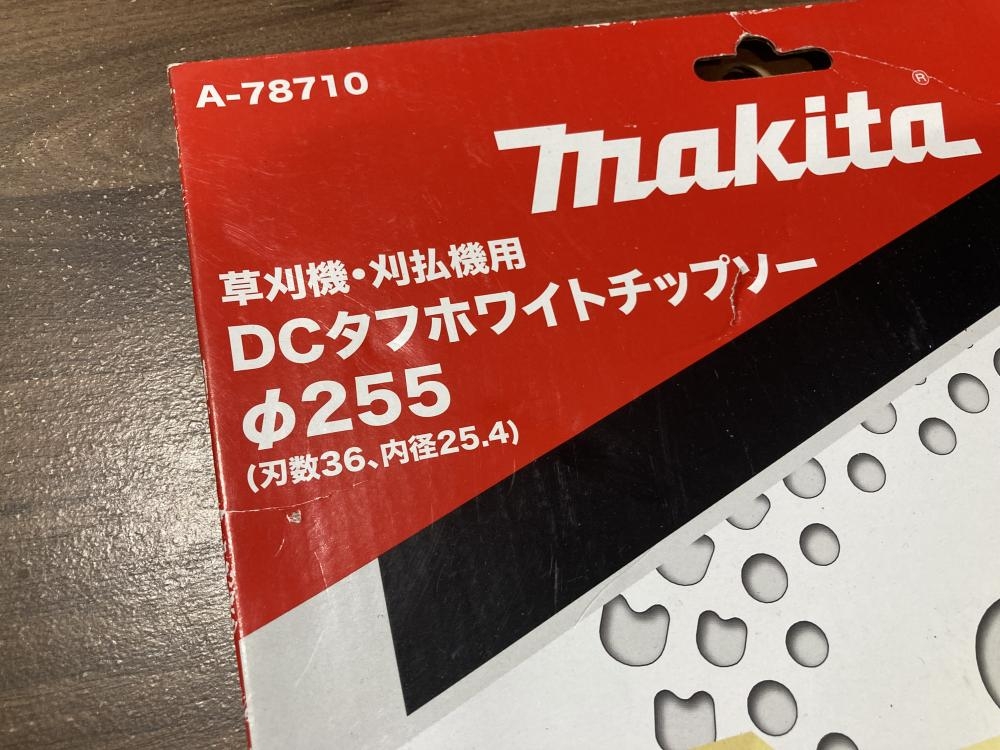 A-78710
makita®
草刈機・刈払機用
DCタフホワイトチップソー
φ255
(刃数36、内径25.4)